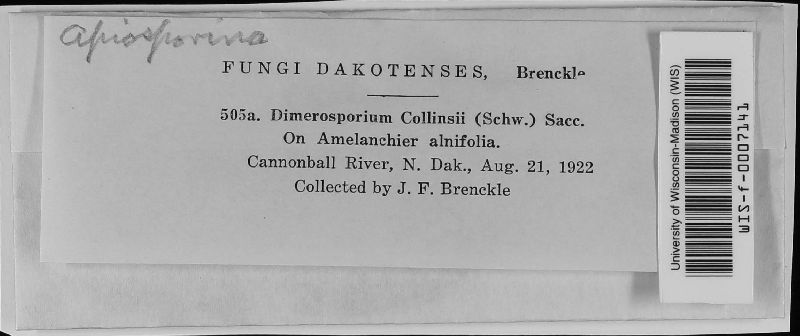 Apiosporina
FUNGI DAKOTENSES, Brenckle
505a. Dimerosporium Collinsii (Schw.) Sacc.
On Amelanchier alnifolia.
Cannonball River, N. Dak., Aug. 21, 1922
Collected by J. F. Brenckle
University of Wisconsin-Madison (WIS)
WIS-f-0007141